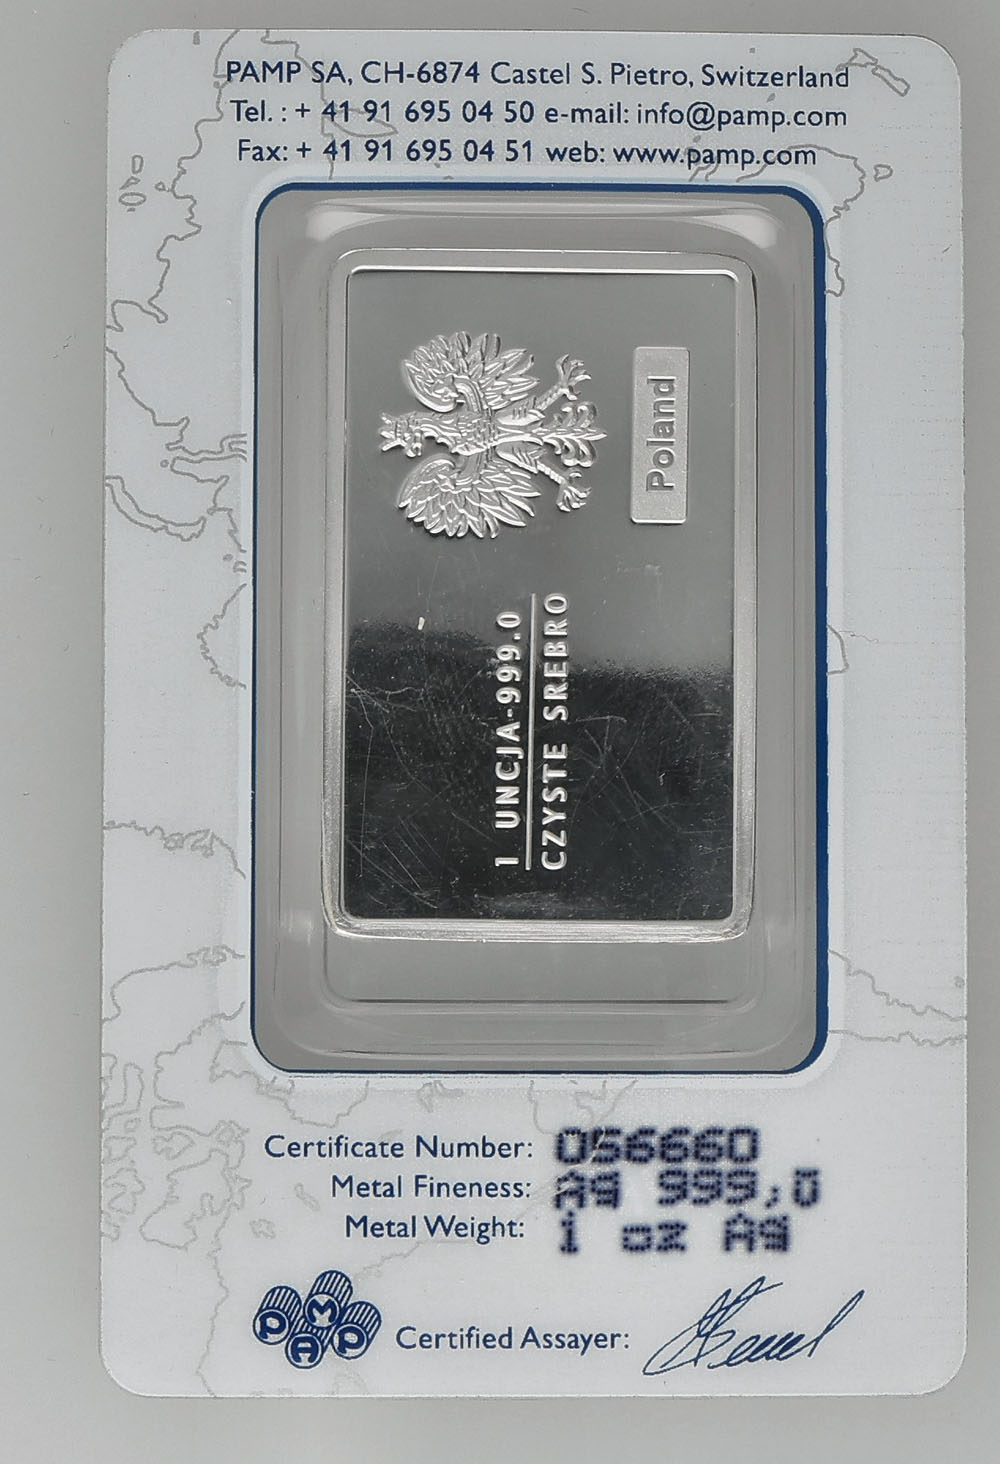 PAMP SA, CH-6874 Castel S. Pietro, Switzerland
Tel. : + 41 91 695 04 50 e-mail: info@pamp.com
Fax: + 41 91 695 04 51 web: www.pamp.com
Poland
1 UNCJA-999.0
CZYSTE SREBRO
Certificate Number: 056660
Metal Fineness: Ag 999,0
Metal Weight: 1 oz Ag
PAMP
Certified Assayer: